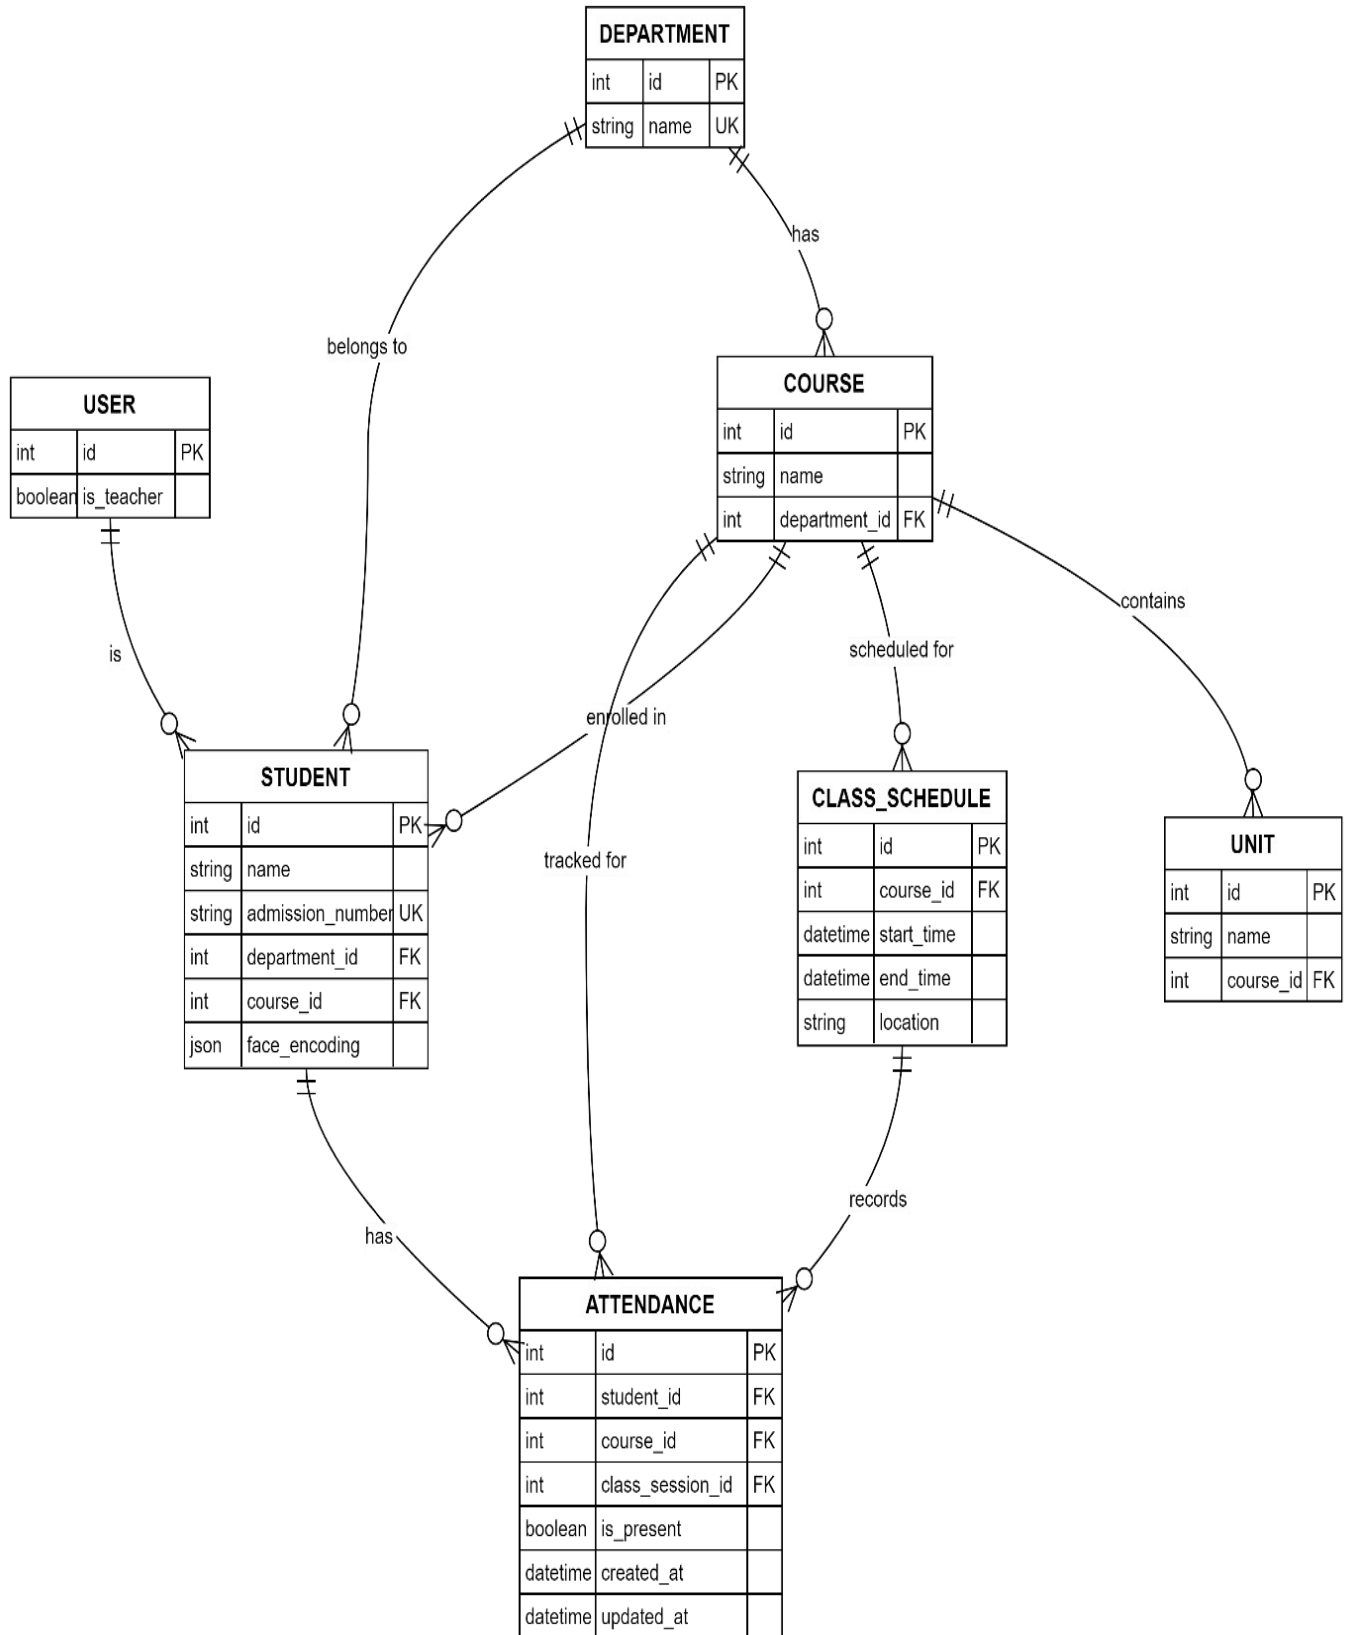 DEPARTMENT
int id PK
string name UK
has
belongs to
USER
int id PK
boolean is_teacher
COURSE
int id PK
string name
int department_id FK
contains
scheduled for
is
enrolled in
STUDENT
int id PK
string name
string admission_number UK
int department_id FK
int course_id FK
json face_encoding
tracked for
CLASS_SCHEDULE
int id PK
int course_id FK
datetime start_time
datetime end_time
string location
UNIT
int id PK
string name
int course_id FK
records
has
ATTENDANCE
int id PK
int student_id FK
int course_id FK
int class_session_id FK
boolean is_present
datetime created_at
datetime updated_at